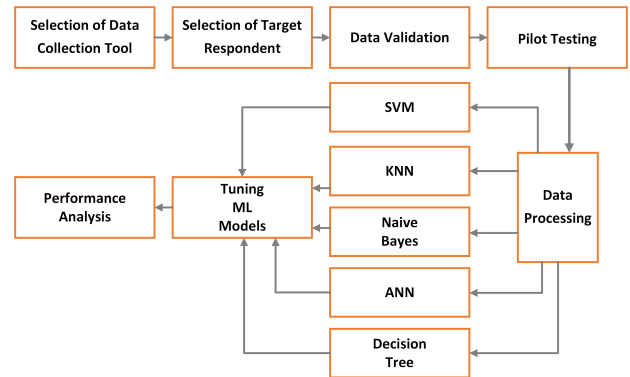 Selection of Data
Collection Tool
Selection of Target
Respondent
Data Validation
Pilot Testing
SVM
KNN
Naive
Bayes
ANN
Decision
Tree
Data
Processing
Tuning
ML
Models
Performance
Analysis